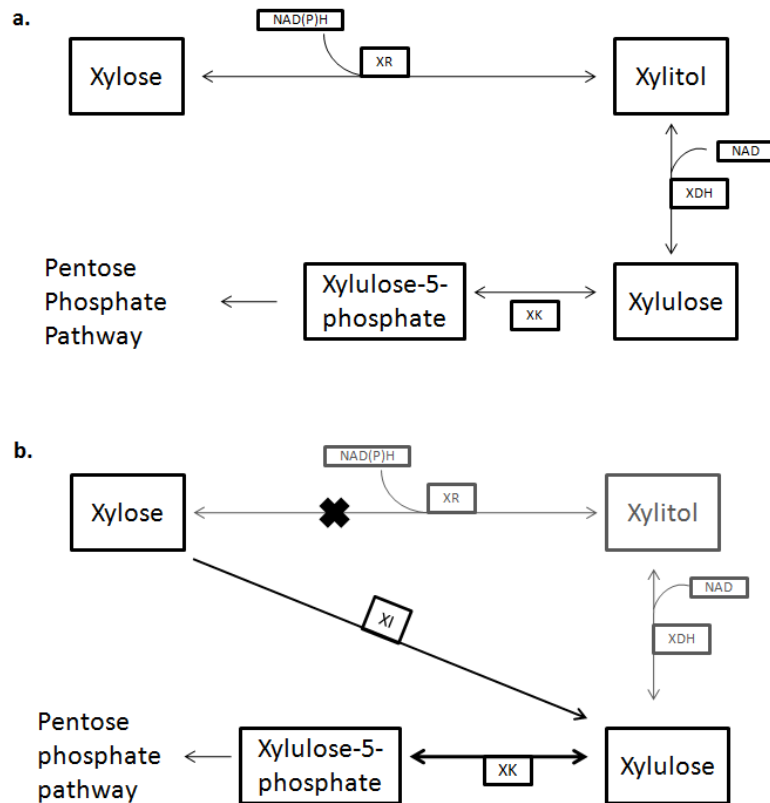 a.
NAD(P)H
Xylose
XR
Xylitol
NAD
XDH
Pentose
Phosphate
Pathway
Xylulose-5-
phosphate
XK
Xylulose
b.
NAD(P)H
Xylose
XR
Xylitol
NAD
XI
XDH
Pentose
phosphate
pathway
Xylulose-5-
phosphate
XK
Xylulose